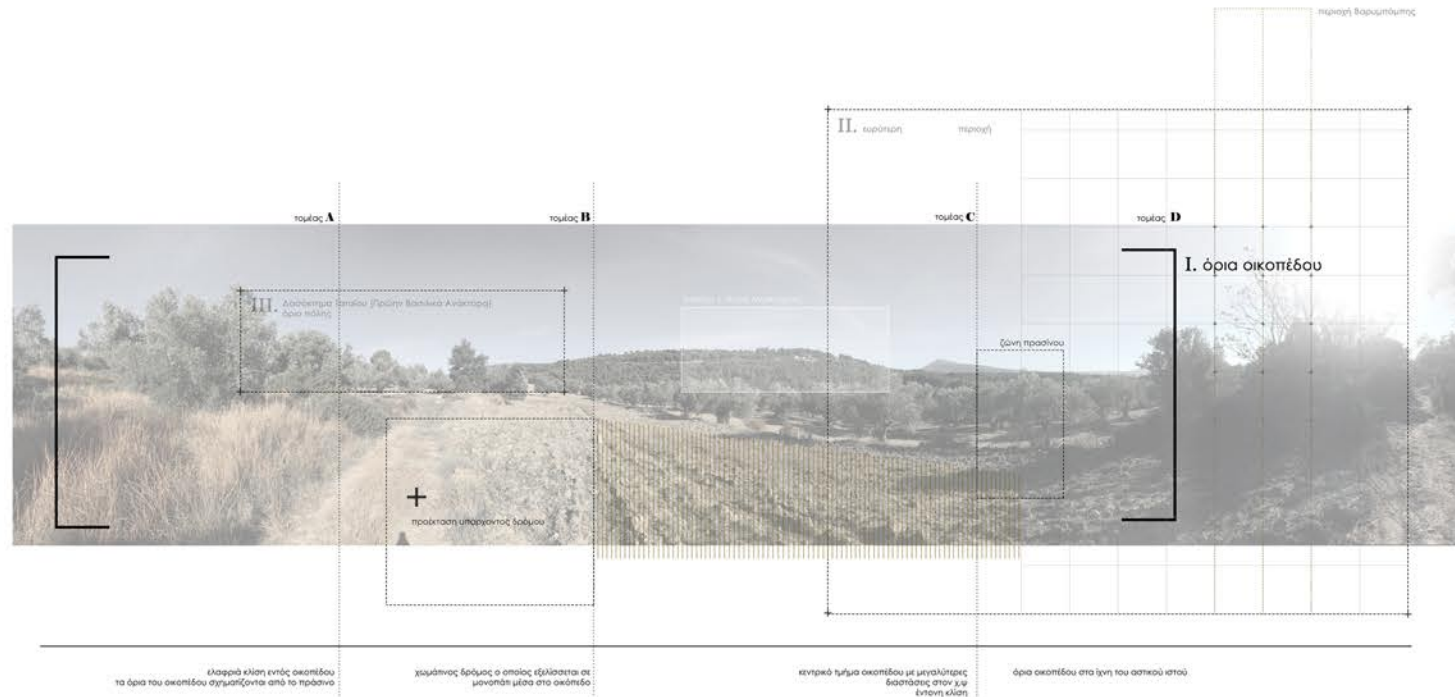 περιοχή Βαρυμπόμπης
II. ευρύτερη περιοχή
τομέας A
τομέας B
τομέας C
τομέας D
I. όρια οικοπέδου
III. Δασόκτημα Τατοΐου (Πρώην Βασιλικά Ανάκτορα)
όριο πόλης
ζώνη πρασίνου
+
προέκταση υπάρχοντος δρόμου
ελαφριά κλίση εντός οικοπέδου
τα όρια του οικοπέδου σχηματίζονται από το πράσινο
χωμάτινος δρόμος ο οποίος εξελίσσεται σε
μονοπάτι μέσα στο οικόπεδο
κεντρικό τμήμα οικοπέδου με μεγαλύτερες
διαστάσεις στον χ,ψ
έντονη κλίση
όρια οικοπέδου στα ίχνη του αστικού ιστού